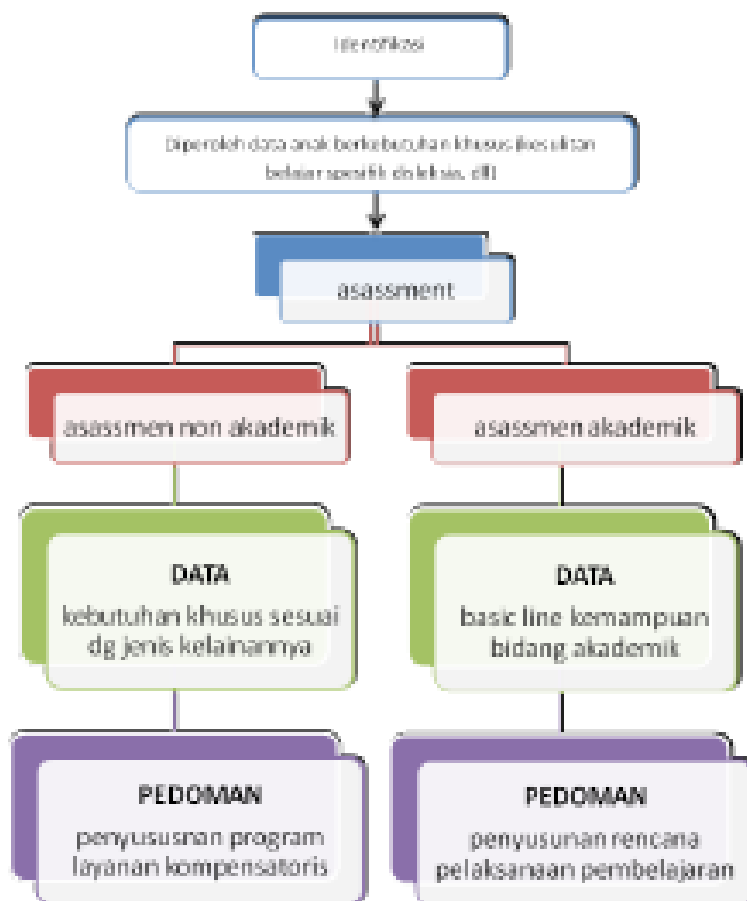 Identifikasi
Diperoleh data anak berkebutuhan khusus (kesulitan
belajar spesifik disleksia, dll)
asassment
asassmen non akademik
asassmen akademik
DATA
kebutuhan khusus sesuai
dg jenis kelainannya
DATA
basic line kemampuan
bidang akademik
PEDOMAN
penyususnan program
layanan kompensatoris
PEDOMAN
penyusunan rencana
pelaksanaan pembelajaran